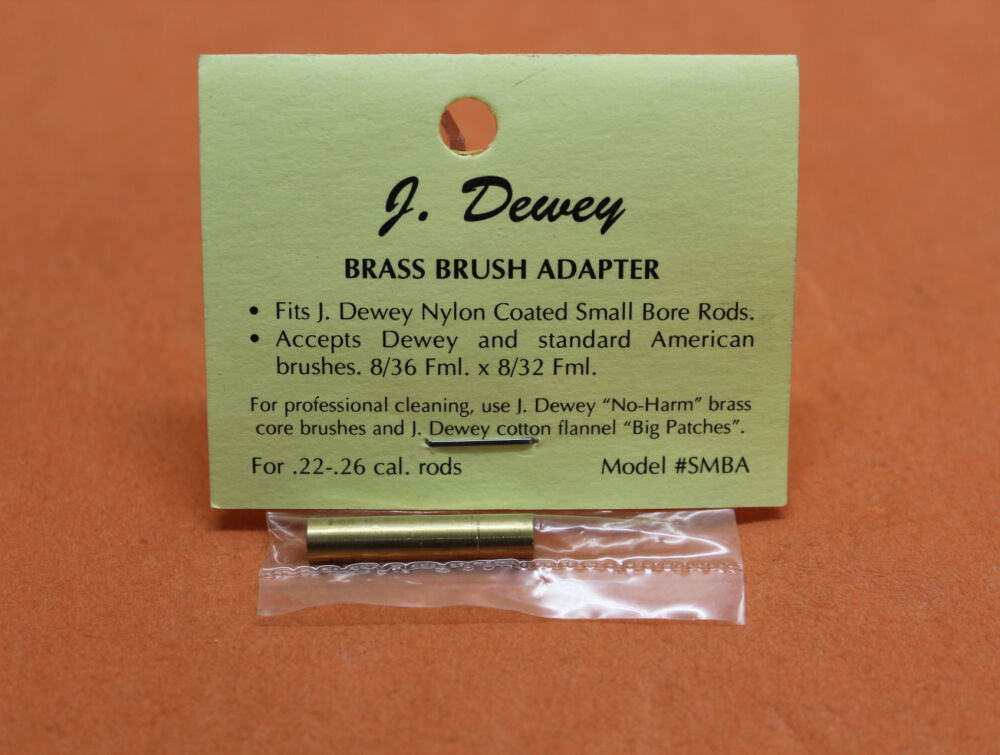 J. Dewey
BRASS BRUSH ADAPTER
• Fits J. Dewey Nylon Coated Small Bore Rods.
• Accepts Dewey and standard American
brushes. 8/36 Fml. x 8/32 Fml.
For professional cleaning, use J. Dewey “No-Harm” brass
core brushes and J. Dewey cotton flannel “Big Patches”.
For .22-.26 cal. rods Model #SMBA